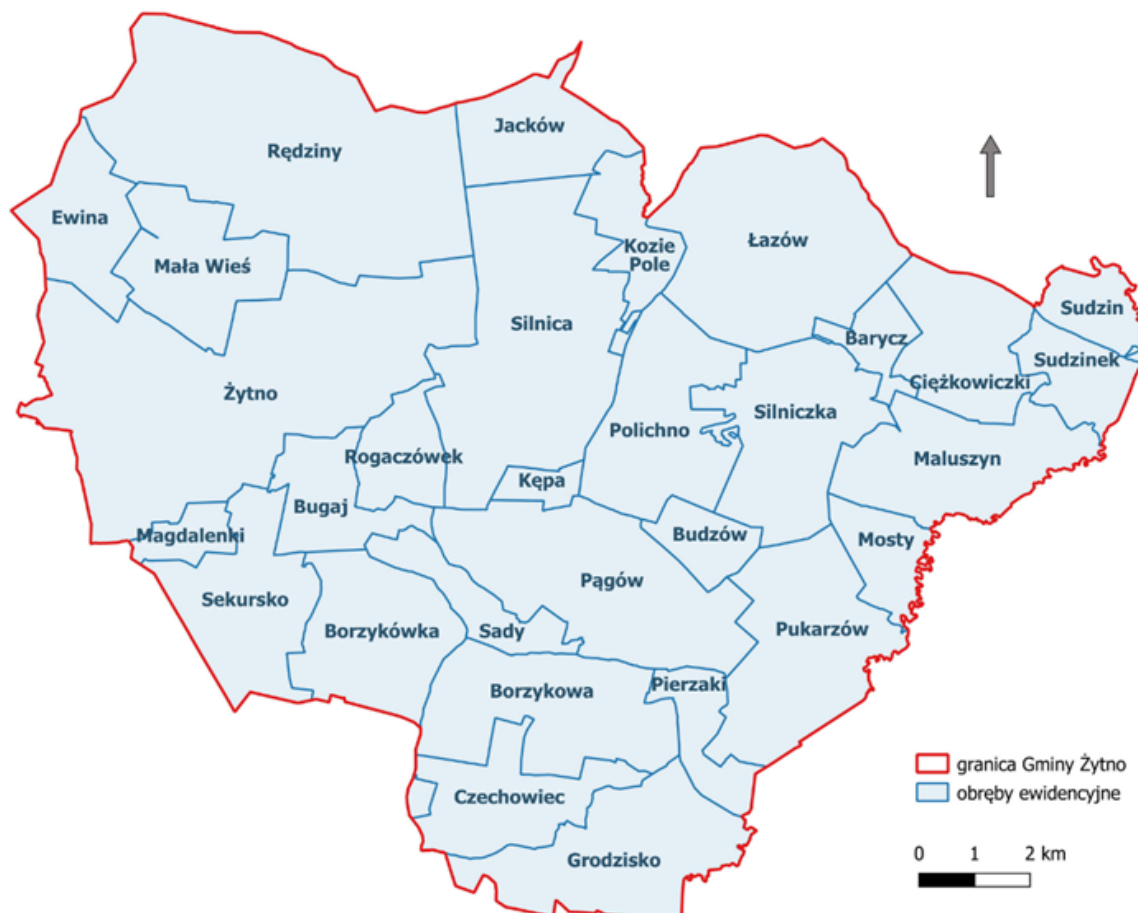 Jacków
Rędziny
Ewina
Łazów
Kozie
Pole
Mała Wieś
Sudzin
Silnica
Barycz
Sudzinek
Ciężkowiczki
Żytno
Silniczka
Polichno
Rogaczówek
Maluszyn
Kępa
Bugaj
Magdalenki
Budzów
Mosty
Pągów
Sekursko
Borzykówka
Sady
Pukarzów
Pierzaki
Borzykowa
granica Gminy Żytno
obręby ewidencyjne
Czechowiec
Grodzisko
0 1 2 km